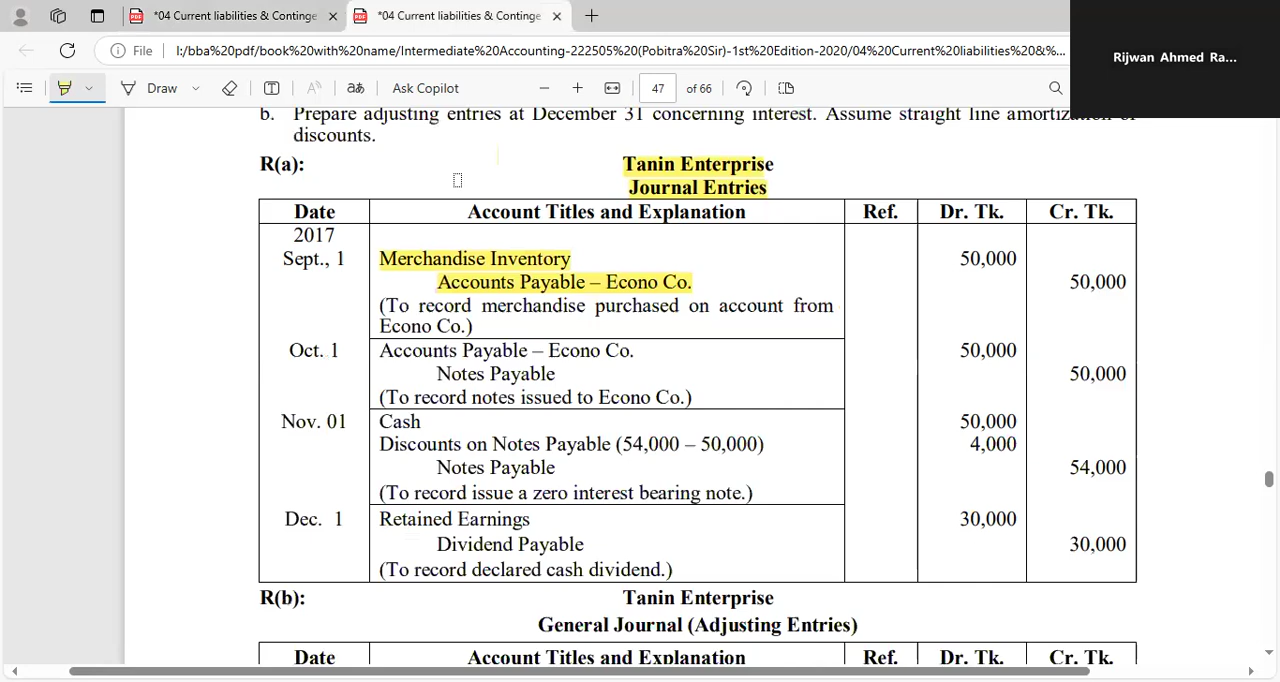 *04 Current liabilities & Continge
*04 Current liabilities & Continge
File
I:/bba%20pdf/book%20with%20name/Intermediate%20Accounting-222505%20(Pobitra%20Sir)-1st%20Edition-2020/04%20Current%20liabilities%20&%...
Rijwan Ahmed Ra...
Draw
aあ
Ask Copilot
47
of 66
b. Prepare adjusting entries at December 31 concerning interest. Assume straight line amortization of
discounts.
R(a): Tanin Enterprise
Journal Entries
Date Account Titles and Explanation Ref. Dr. Tk. Cr. Tk.
2017
Sept., 1 Merchandise Inventory 50,000
Accounts Payable – Econo Co. 50,000
(To record merchandise purchased on account from
Econo Co.)
Oct. 1 Accounts Payable – Econo Co. 50,000
Notes Payable 50,000
(To record notes issued to Econo Co.)
Nov. 01 Cash 50,000
Discounts on Notes Payable (54,000 – 50,000) 4,000
Notes Payable 54,000
(To record issue a zero interest bearing note.)
Dec. 1 Retained Earnings 30,000
Dividend Payable 30,000
(To record declared cash dividend.)
R(b): Tanin Enterprise
General Journal (Adjusting Entries)
Date Account Titles and Explanation Ref. Dr. Tk. Cr. Tk.